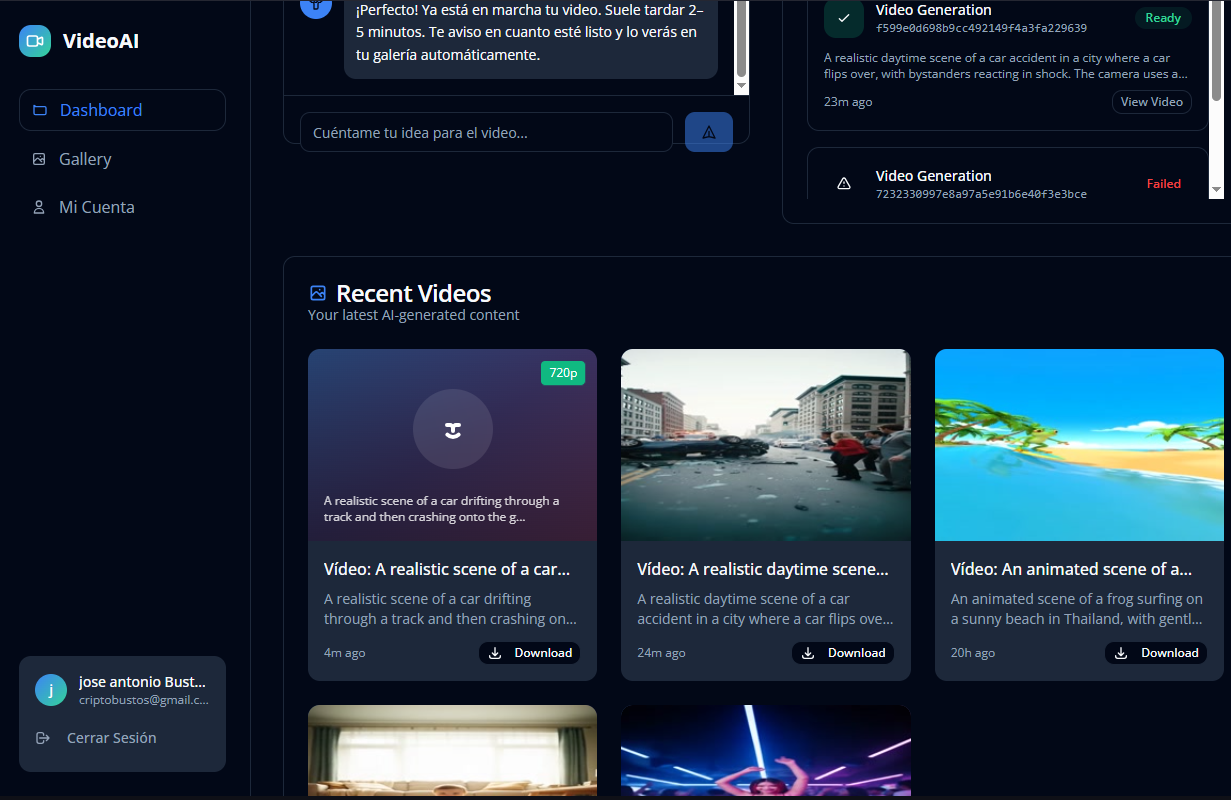 VideoAI
Dashboard
Gallery
Mi Cuenta
jose antonio Bust...
criptobustos@gmail.c...
Cerrar Sesión
¡Perfecto! Ya está en marcha tu video. Suele tardar 2–
5 minutos. Te aviso en cuanto esté listo y lo verás en
tu galería automáticamente.
Cuéntame tu idea para el video...
Video Generation
Ready
f599e0d698b9cc492149f4a3fa229639
A realistic daytime scene of a car accident in a city where a car
flips over, with bystanders reacting in shock. The camera uses a...
23m ago
View Video
Video Generation
Failed
7232330997e8a97a5e91b6e40f3e3bce
Recent Videos
Your latest AI-generated content
720p
A realistic scene of a car drifting through a
track and then crashing onto the g...
Vídeo: A realistic scene of a car...
A realistic scene of a car drifting
through a track and then crashing on...
4m ago
Download
Vídeo: A realistic daytime scene...
A realistic daytime scene of a car
accident in a city where a car flips ove...
24m ago
Download
Vídeo: An animated scene of a...
An animated scene of a frog surfing on
a sunny beach in Thailand, with gentl...
20h ago
Download